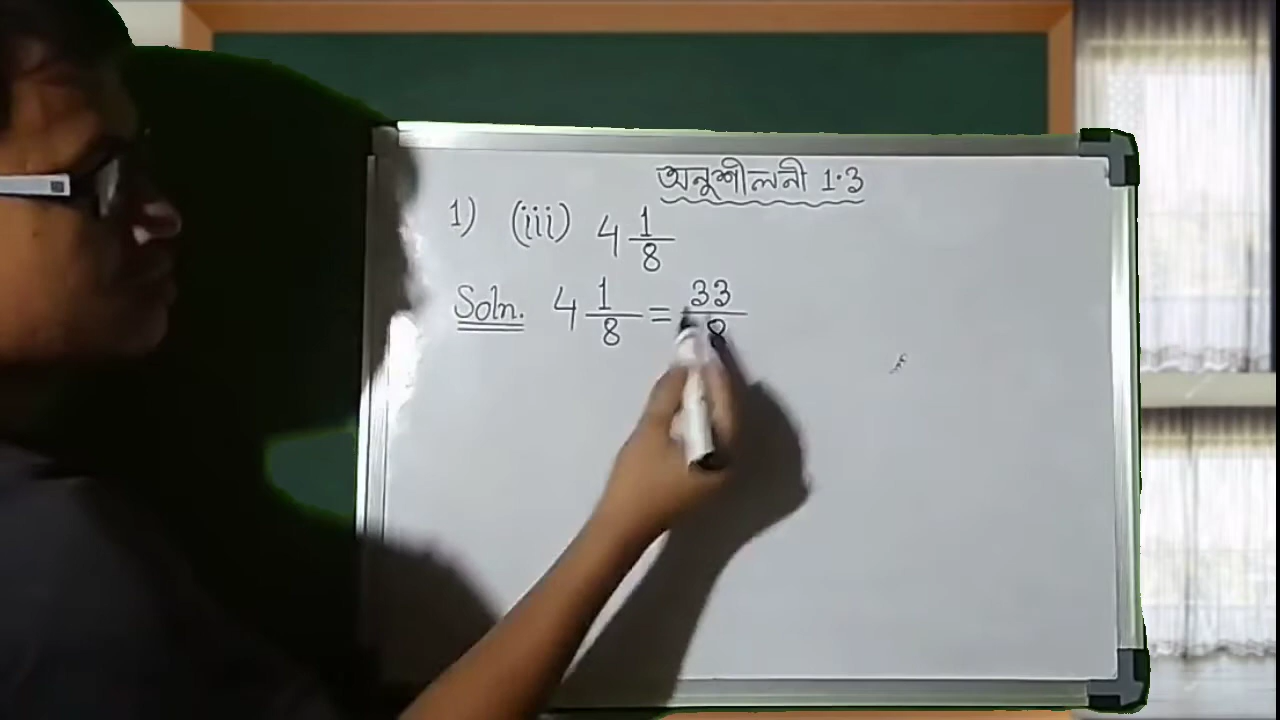 অনুশীলনী 1.3
1) (iii) 4 1/8
Soln. 4 1/8 = 33/8